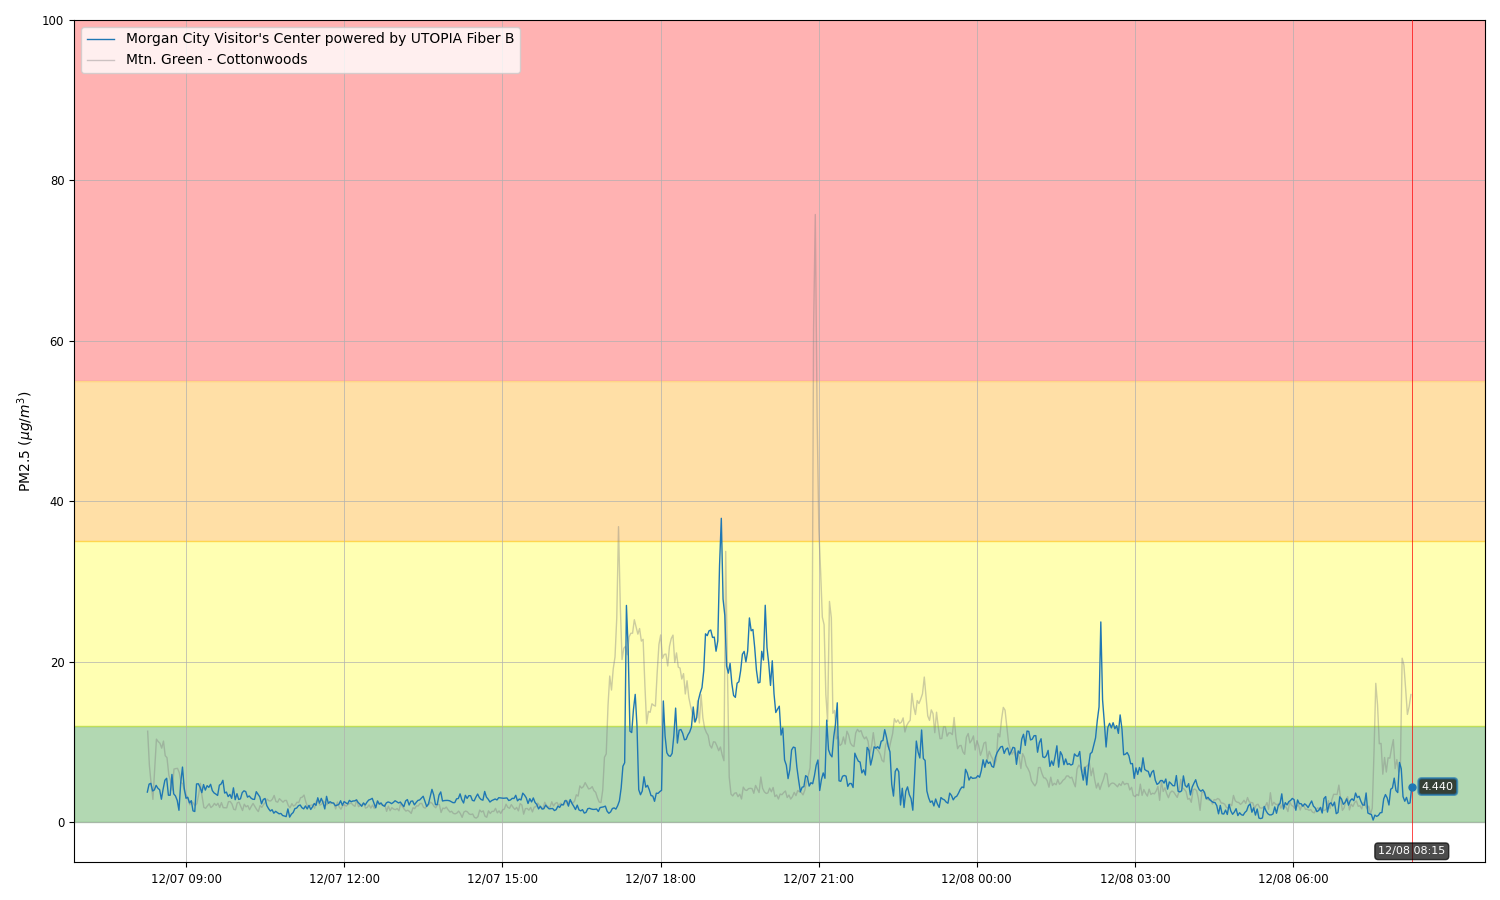 100
Morgan City Visitor's Center powered by UTOPIA Fiber B
Mtn. Green - Cottonwoods
80
60
40
20
0
PM2.5 (μg/m³)
4.440
12/08 08:15
12/07 09:00 12/07 12:00 12/07 15:00 12/07 18:00 12/07 21:00 12/08 00:00 12/08 03:00 12/08 06:00